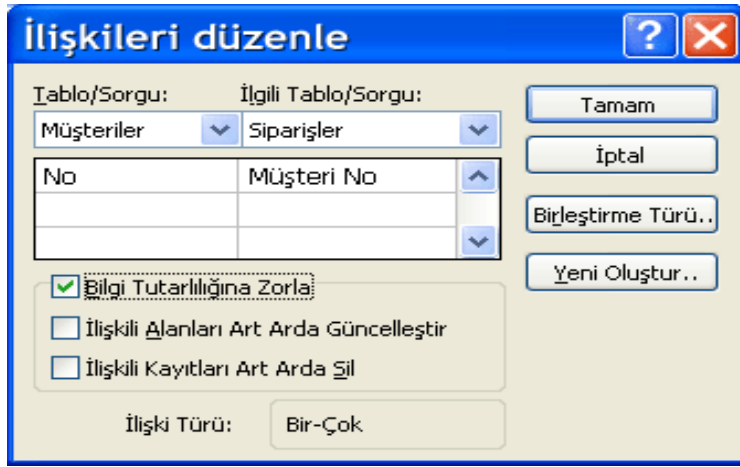 İlişkileri düzenle
Tablo/Sorgu: İlgili Tablo/Sorgu:
Müşteriler Siparişler
No Müşteri No
Bilgi Tutarlılığına Zorla
İlişkili Alanları Art Arda Güncelleştir
İlişkili Kayıtları Art Arda Sil
İlişki Türü: Bir-Çok
Tamam
İptal
Birleştirme Türü..
Yeni Oluştur..